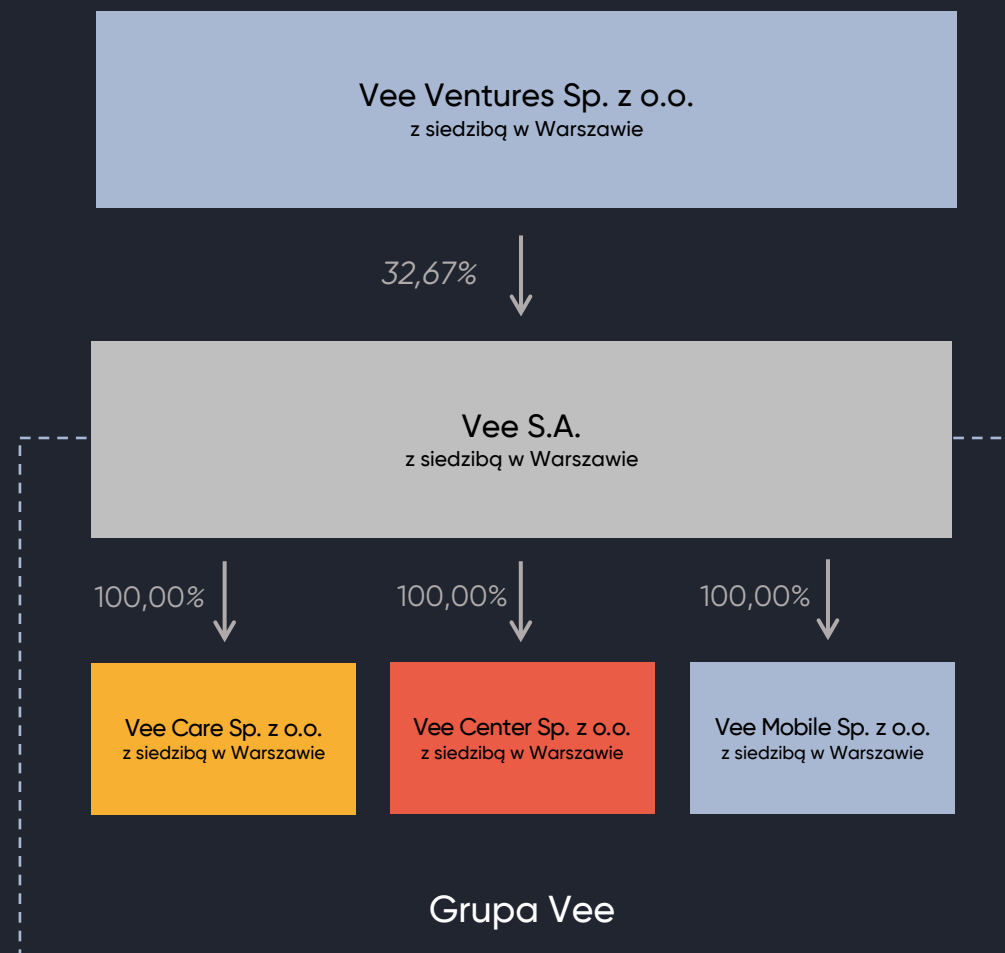 Vee Ventures Sp. z o.o.
z siedzibą w Warszawie
32,67%
Vee S.A.
z siedzibą w Warszawie
100,00%
100,00%
100,00%
Vee Care Sp. z o.o.
z siedzibą w Warszawie
Vee Center Sp. z o.o.
z siedzibą w Warszawie
Vee Mobile Sp. z o.o.
z siedzibą w Warszawie
Grupa Vee